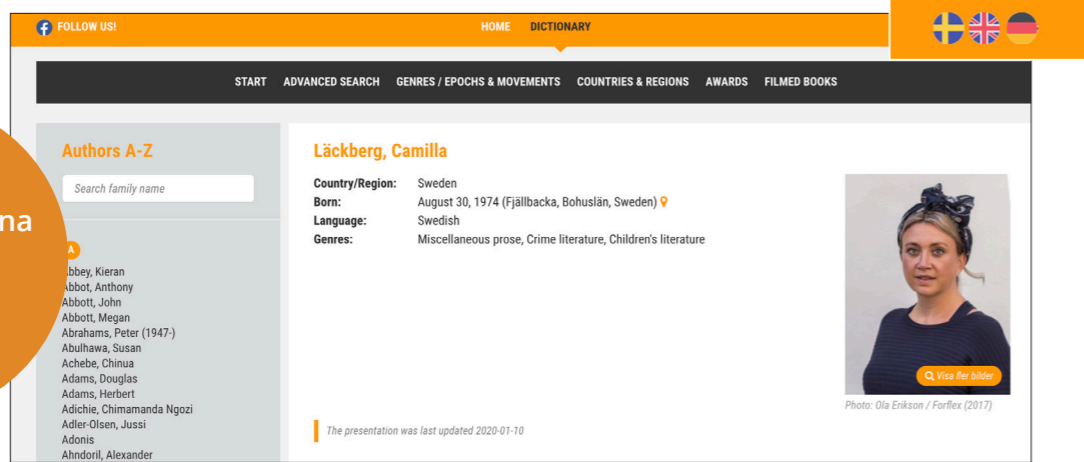 FOLLOW US!
HOME DICTIONARY
START ADVANCED SEARCH GENRES / EPOCHS & MOVEMENTS COUNTRIES & REGIONS AWARDS FILMED BOOKS
na
Authors A-Z
Search family name
A
Abbey, Kieran
Abbot, Anthony
Abbott, John
Abbott, Megan
Abrahams, Peter (1947-)
Abulhawa, Susan
Achebe, Chinua
Adams, Douglas
Adams, Herbert
Adichie, Chimamanda Ngozi
Adler-Olsen, Jussi
Adonis
Ahndoril, Alexander
Läckberg, Camilla
Country/Region: Sweden
Born: August 30, 1974 (Fjällbacka, Bohuslän, Sweden)
Language: Swedish
Genres: Miscellaneous prose, Crime literature, Children's literature
Visa fler bilder
Photo: Ola Erikson / Forflex (2017)
The presentation was last updated 2020-01-10